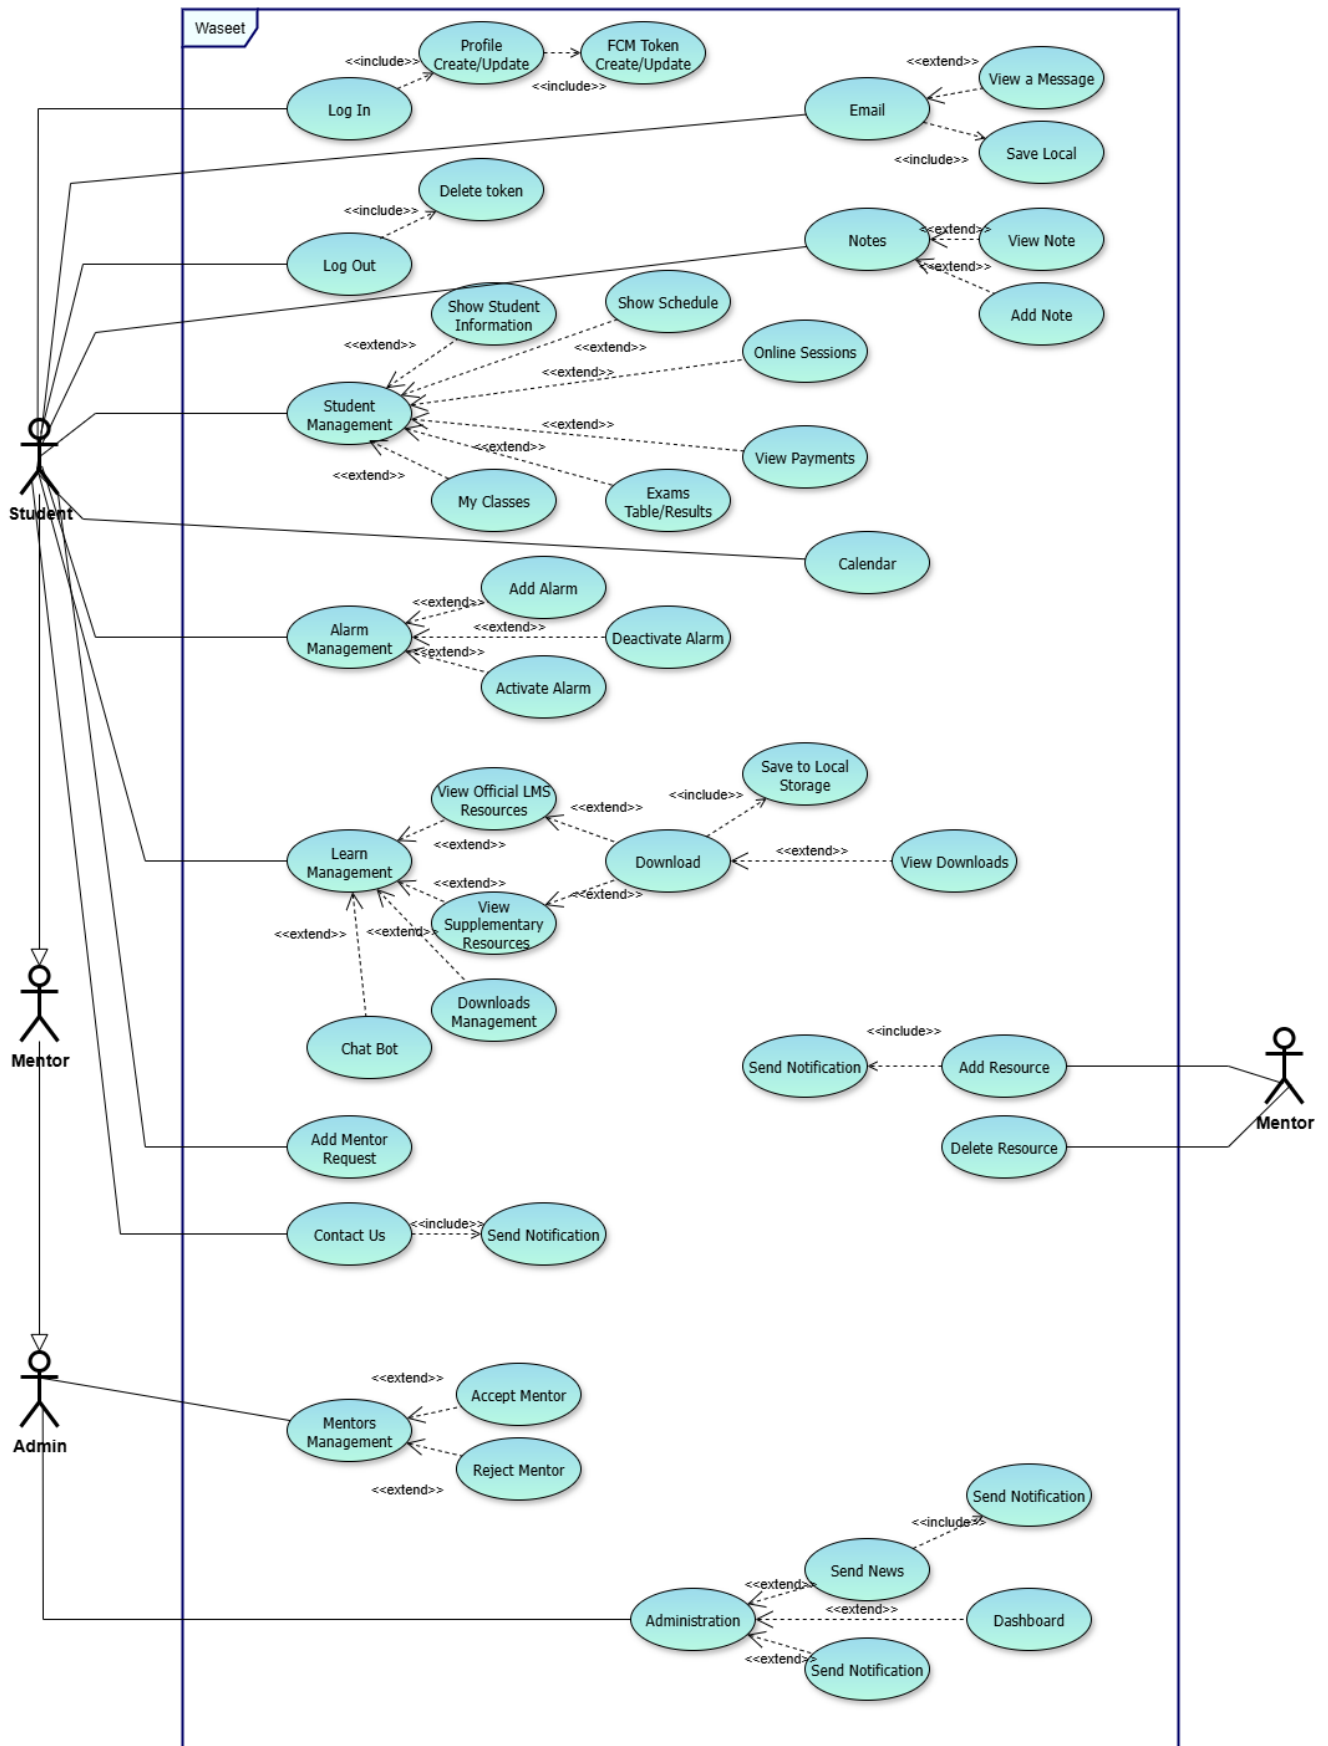 Waseet
Profile
Create/Update
FCM Token
Create/Update
<<include>>
<<include>>
Log In
Email
<<extend>>
View a Message
<<include>>
Save Local
Delete token
<<include>>
Log Out
Notes
<<extend>>
View Note
<<extend>>
Add Note
Show Student
Information
Show Schedule
<<extend>>
<<extend>>
Online Sessions
<<extend>>
Student
Management
<<extend>>
<<extend>>
View Payments
<<extend>>
My Classes
Exams
Table/Results
Student
Calendar
Add Alarm
<<extend>>
Alarm
Management
<<extend>>
Deactivate Alarm
<<extend>>
Activate Alarm
Save to Local
Storage
View Official LMS
Resources
<<include>>
<<extend>>
<<extend>>
Learn
Management
Download
<<extend>>
View Downloads
<<extend>>
<<extend>>
View
Supplementary
Resources
<<extend>>
<<extend>>
Downloads
Management
Chat Bot
Mentor
<<include>>
Send Notification
Add Resource
Mentor
Delete Resource
Add Mentor
Request
Contact Us
<<include>>
Send Notification
Admin
<<extend>>
Accept Mentor
Mentors
Management
Reject Mentor
<<extend>>
Send Notification
<<include>>
Send News
<<extend>>
Administration
<<extend>>
Dashboard
<<extend>>
Send Notification